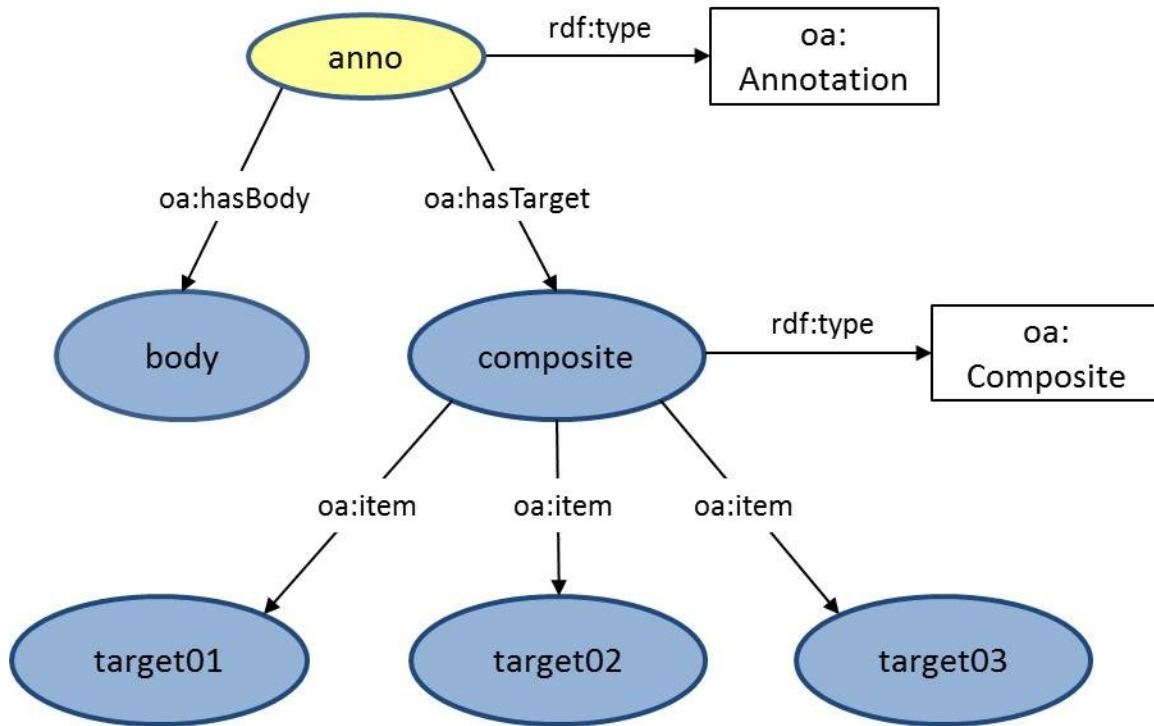 anno
rdf:type
oa:
Annotation
oa:hasBody
oa:hasTarget
body
composite
rdf:type
oa:
Composite
oa:item
oa:item
oa:item
target01
target02
target03